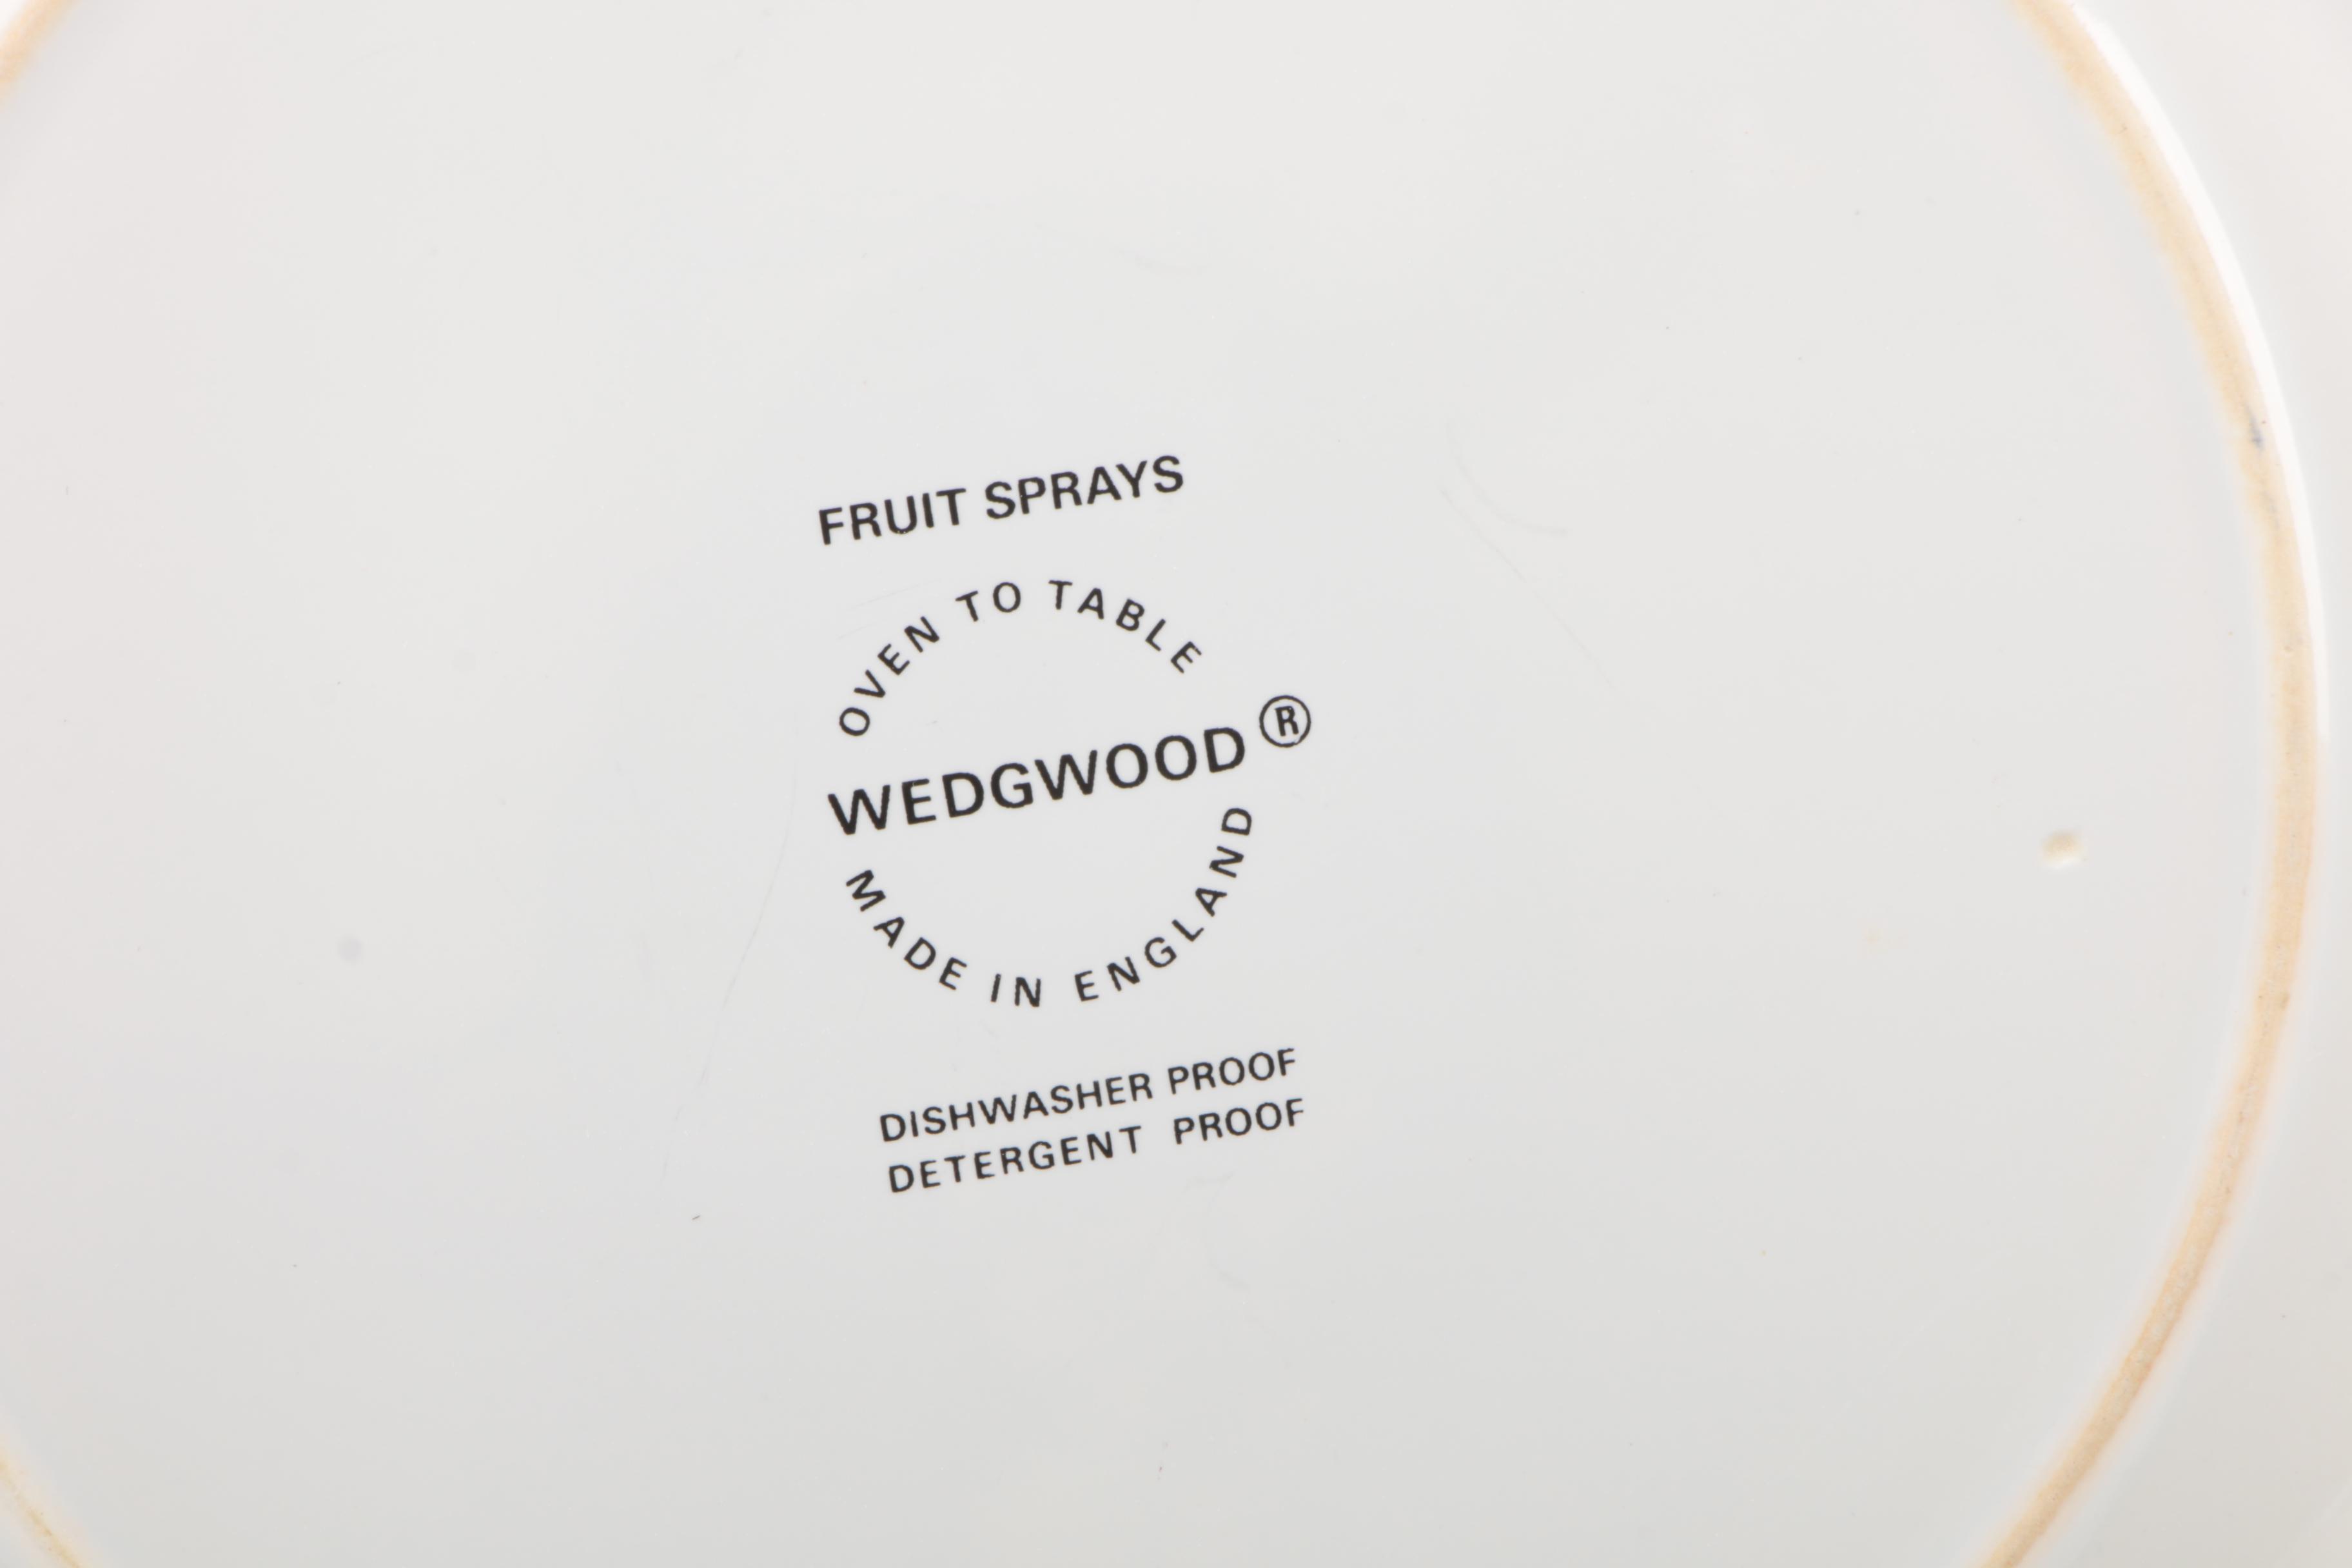 FRUIT SPRAYS
OVEN TO TABLE
WEDGWOOD ®
MADE IN ENGLAND
DISHWASHER PROOF
DETERGENT PROOF